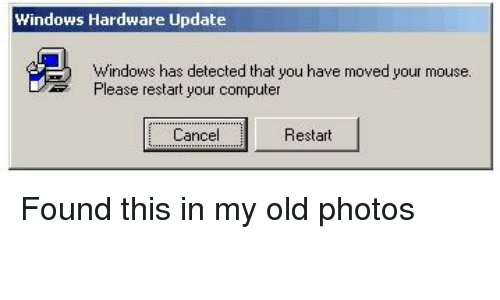 Windows Hardware Update
Windows has detected that you have moved your mouse.
Please restart your computer
Cancel Restart
Found this in my old photos